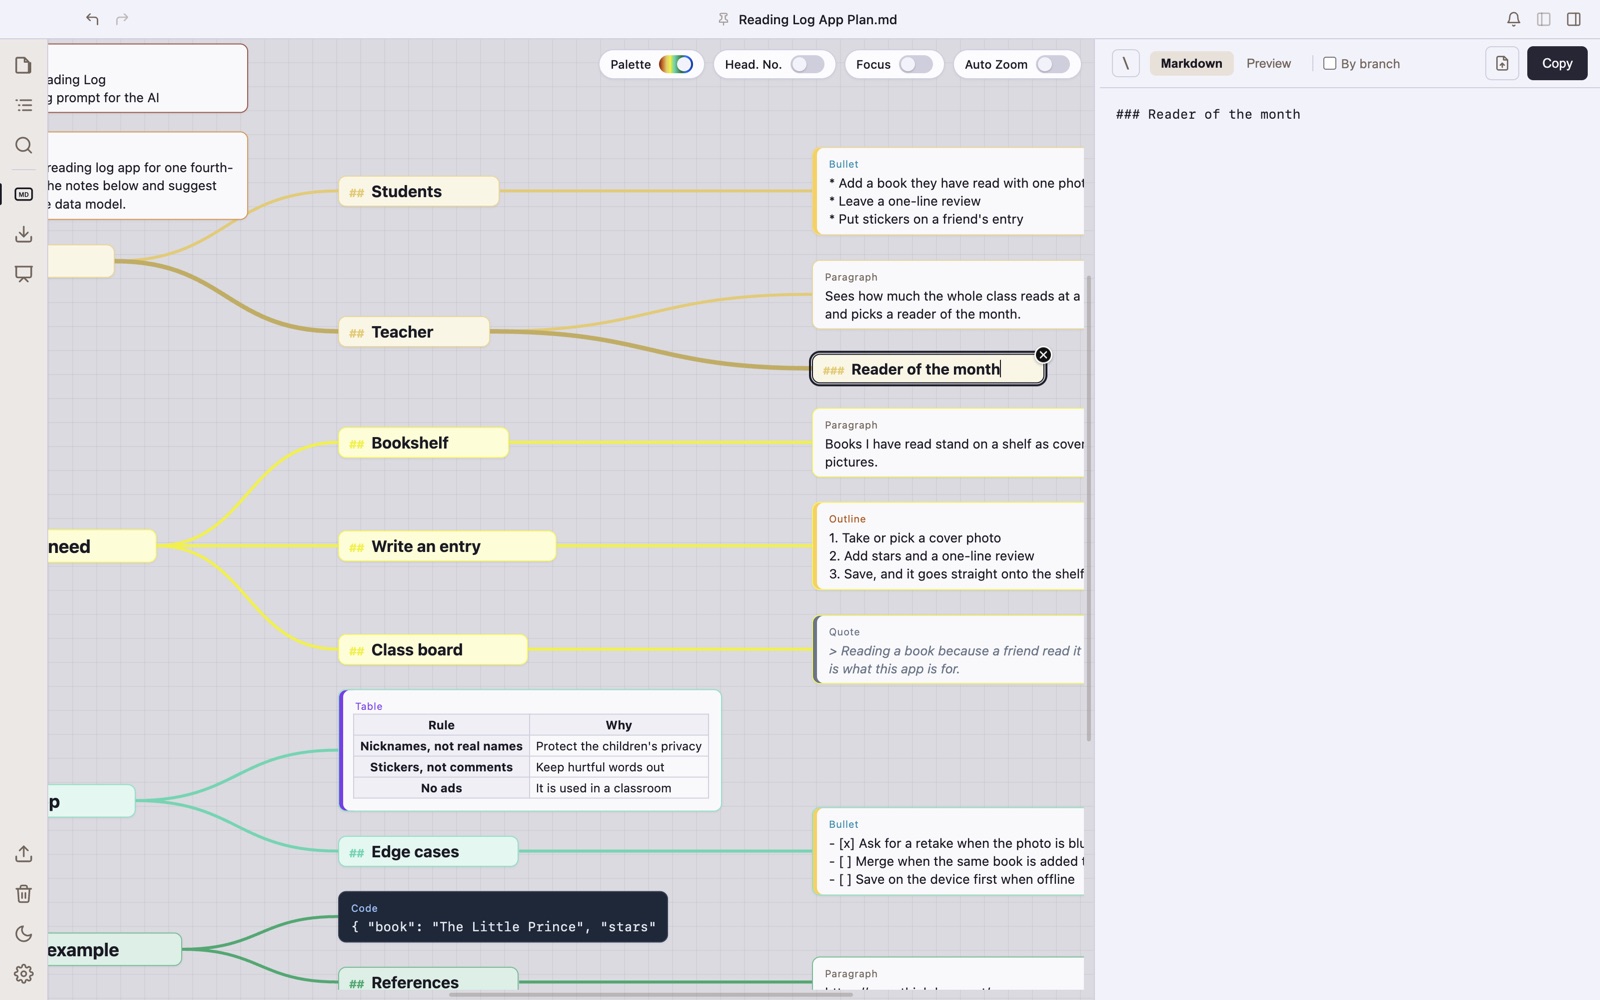 Reading Log App Plan.md
Palette
Head. No.
Focus
Auto Zoom
\
Markdown
Preview
By branch
Copy
### Reader of the month
ading Log
g prompt for the AI
reading log app for one fourth-
he notes below and suggest
data model.
## Students
Bullet
* Add a book they have read with one phot
* Leave a one-line review
* Put stickers on a friend's entry
## Teacher
Paragraph
Sees how much the whole class reads at a
and picks a reader of the month.
### Reader of the month
## Bookshelf
Paragraph
Books I have read stand on a shelf as cover
pictures.
need
## Write an entry
Outline
1. Take or pick a cover photo
2. Add stars and a one-line review
3. Save, and it goes straight onto the shelf
## Class board
Quote
> Reading a book because a friend read it
is what this app is for.
Table
Rule Why
Nicknames, not real names Protect the children's privacy
Stickers, not comments Keep hurtful words out
No ads It is used in a classroom
p
## Edge cases
Bullet
- [x] Ask for a retake when the photo is blu
- [ ] Merge when the same book is added t
- [ ] Save on the device first when offline
Code
{ "book": "The Little Prince", "stars"
example
## References
Paragraph
MD